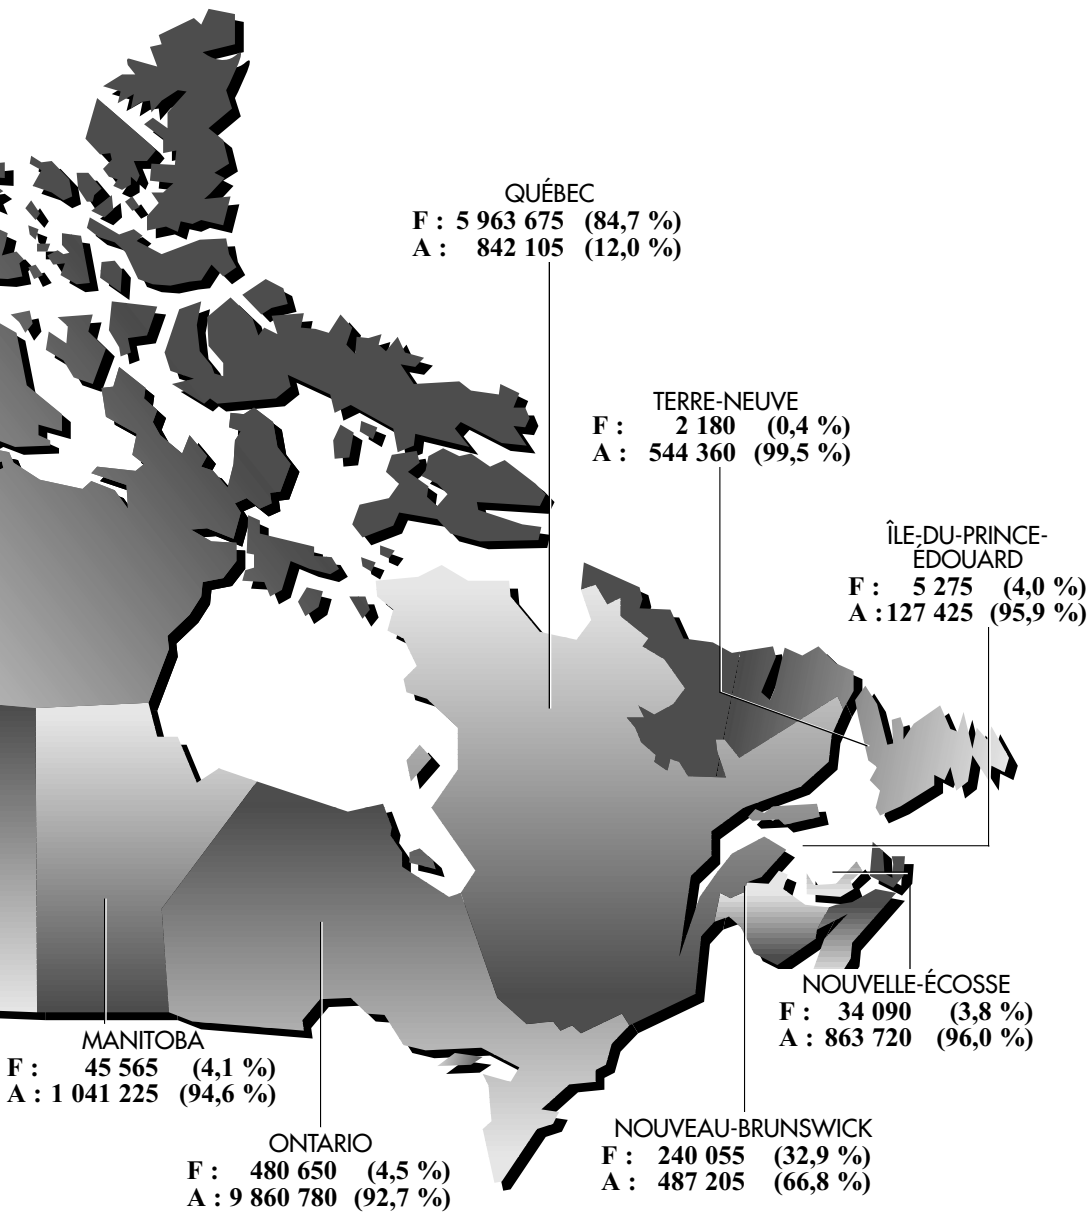 QUÉBEC
F : 5 963 675 (84,7 %)
A : 842 105 (12,0 %)
TERRE-NEUVE
F : 2 180 (0,4 %)
A : 544 360 (99,5 %)
ÎLE-DU-PRINCE-
ÉDOUARD
F : 5 275 (4,0 %)
A : 127 425 (95,9 %)
NOUVELLE-ÉCOSSE
F : 34 090 (3,8 %)
A : 863 720 (96,0 %)
MANITOBA
F : 45 565 (4,1 %)
A : 1 041 225 (94,6 %)
ONTARIO
F : 480 650 (4,5 %)
A : 9 860 780 (92,7 %)
NOUVEAU-BRUNSWICK
F : 240 055 (32,9 %)
A : 487 205 (66,8 %)